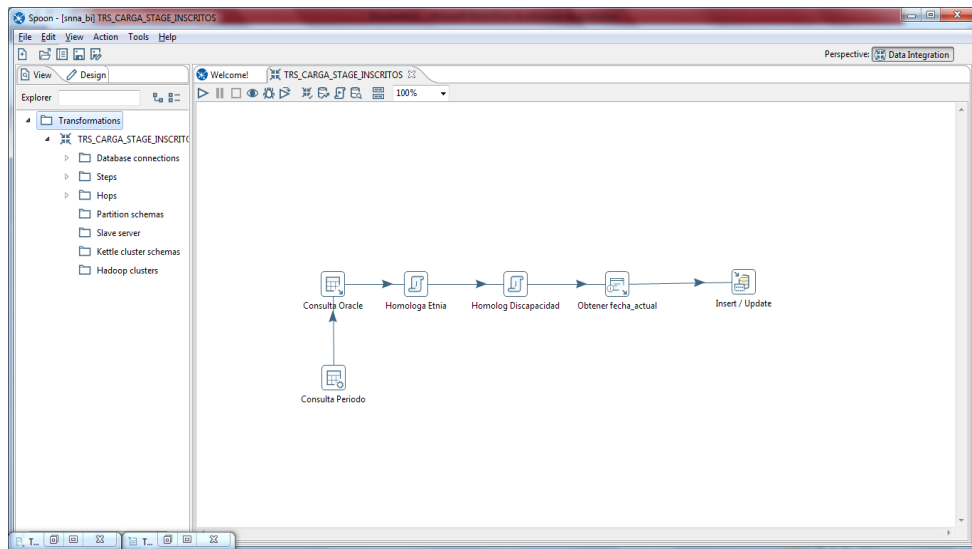 Spoon - [snna_bi] TRS_CARGA_STAGE_INSCRITOS
File Edit View Action Tools Help
Perspective: Data Integration
View Design
Welcome! TRS_CARGA_STAGE_INSCRITOS
Explorer
100%
Transformations
TRS_CARGA_STAGE_INSCRITO
Database connections
Steps
Hops
Partition schemas
Slave server
Kettle cluster schemas
Hadoop clusters
Consulta Oracle
Homologa Etnia
Homolog Discapacidad
Obtener fecha_actual
Insert / Update
Consulta Periodo
T...
T...